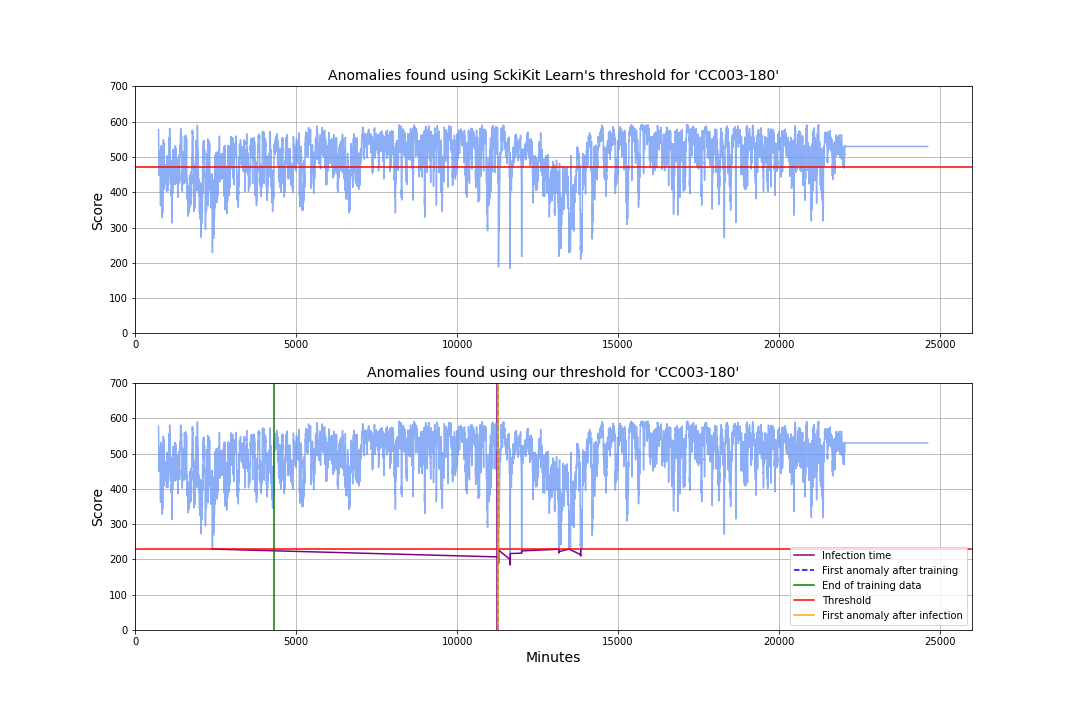 Anomalies found using SckiKit Learn's threshold for 'CC003-180'
700
600
500
400
300
200
100
0
Score
0 5000 10000 15000 20000 25000
Anomalies found using our threshold for 'CC003-180'
700
600
500
400
300
200
100
0
Score
Infection time
First anomaly after training
End of training data
Threshold
First anomaly after infection
0 5000 10000 15000 20000 25000
Minutes